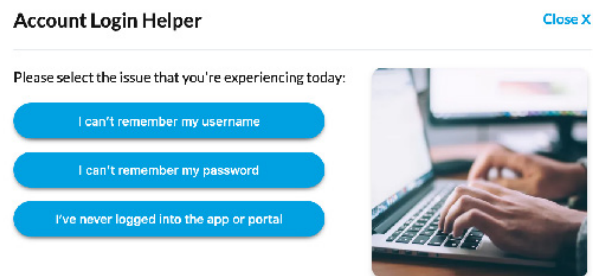 Account Login Helper
Close X
Please select the issue that you're experiencing today:
I can't remember my username
I can't remember my password
I've never logged into the app or portal